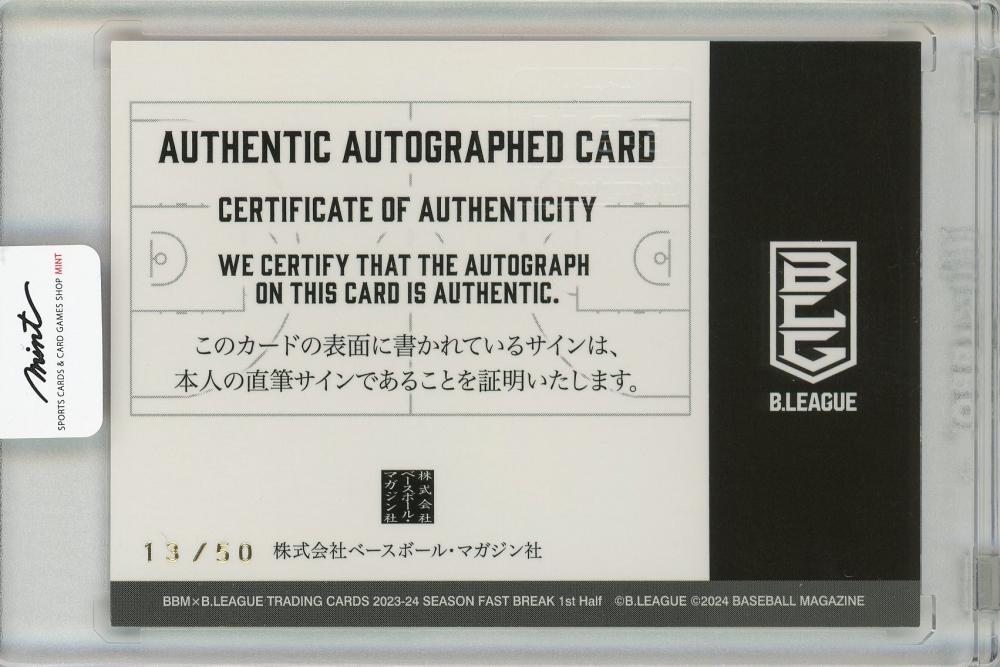 AUTHENTIC AUTOGRAPHED CARD
CERTIFICATE OF AUTHENTICITY
WE CERTIFY THAT THE AUTOGRAPH
ON THIS CARD IS AUTHENTIC.
このカードの表面に書かれているサインは、
本人の直筆サインであることを証明いたします。
株式会社
ベースボール・
マガジン社
13/50 株式会社ベースボール・マガジン社
BBM×B.LEAGUE TRADING CARDS 2023-24 SEASON FAST BREAK 1st Half ©B.LEAGUE ©2024 BASEBALL MAGAZINE
B.LEAGUE
mint
SPORTS CARDS & CARD GAMES SHOP MINT